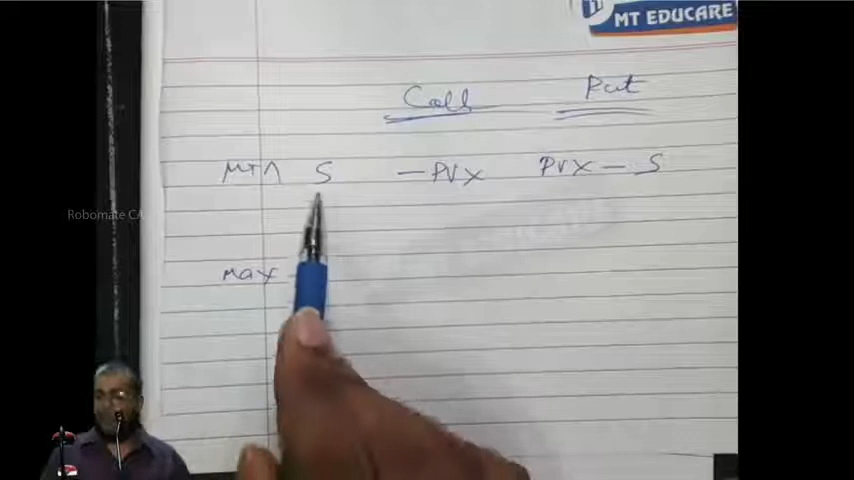 MT EDUCARE
Call Put
MIN S - PVX PVX - S
Max
Robomate CA